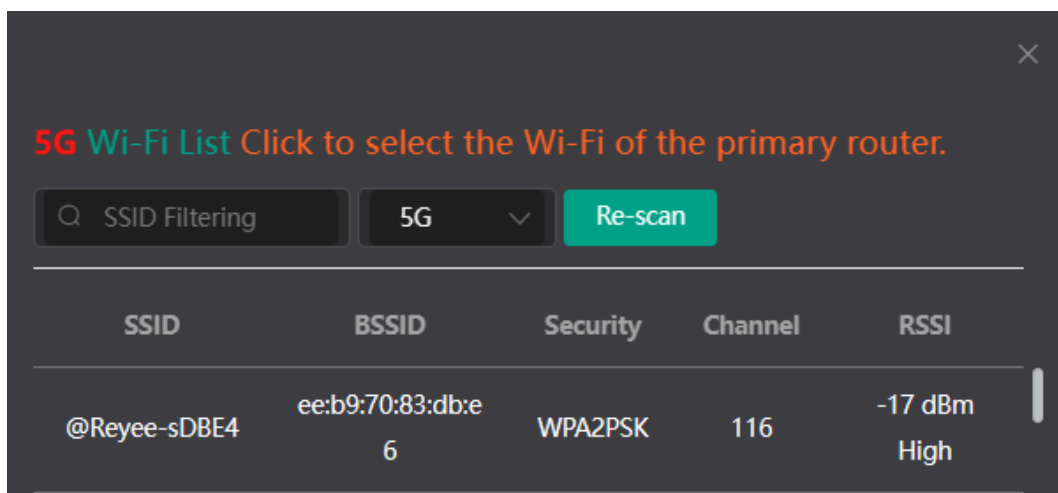 5G Wi-Fi List Click to select the Wi-Fi of the primary router.
SSID Filtering 5G Re-scan
SSID BSSID Security Channel RSSI
@Reyee-sDBE4 ee:b9:70:83:db:e6 WPA2PSK 116 -17 dBm High